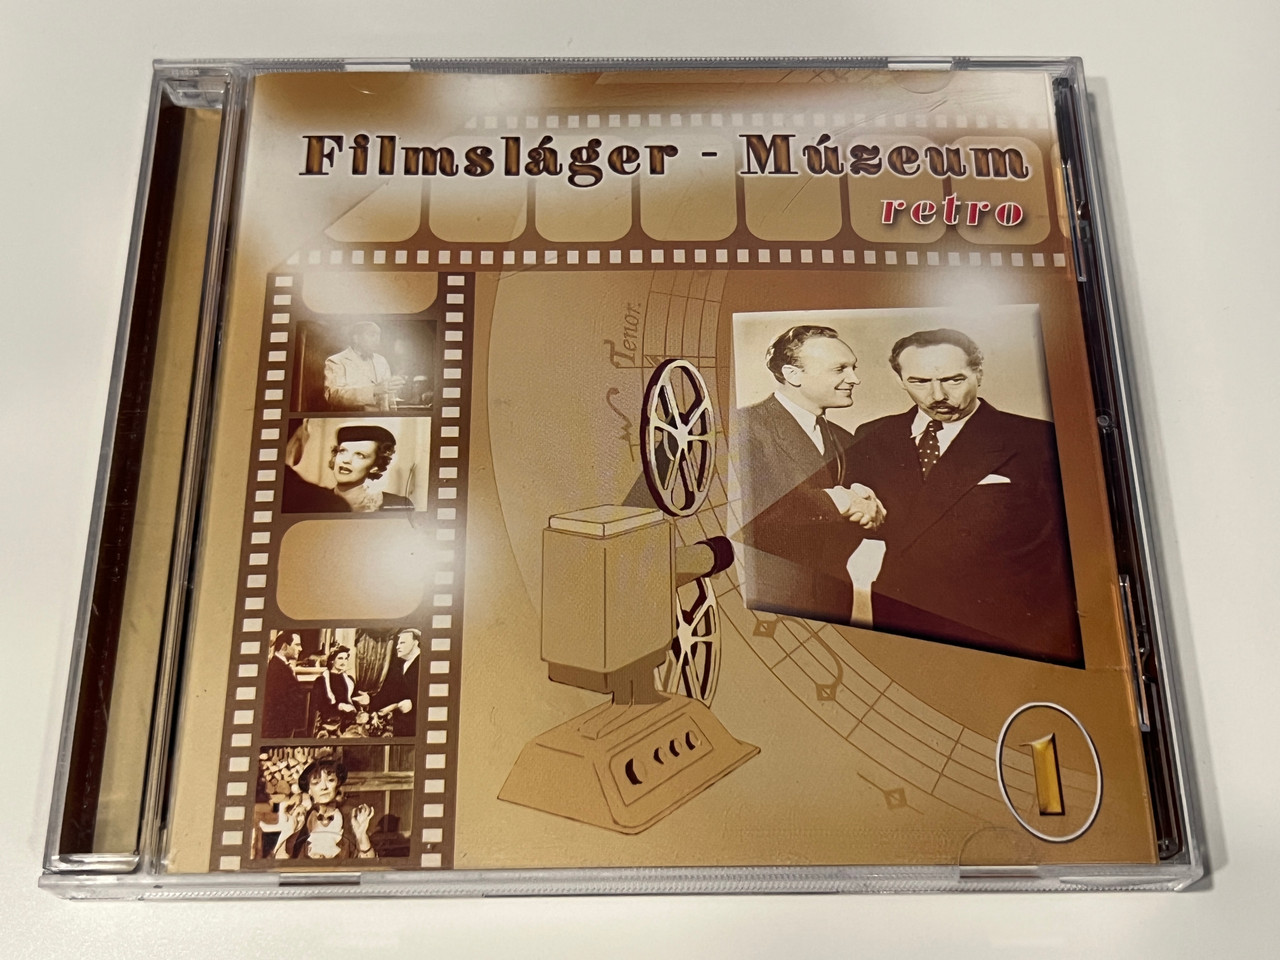 Filmsláger - Múzeum
retro
Tenor.
1